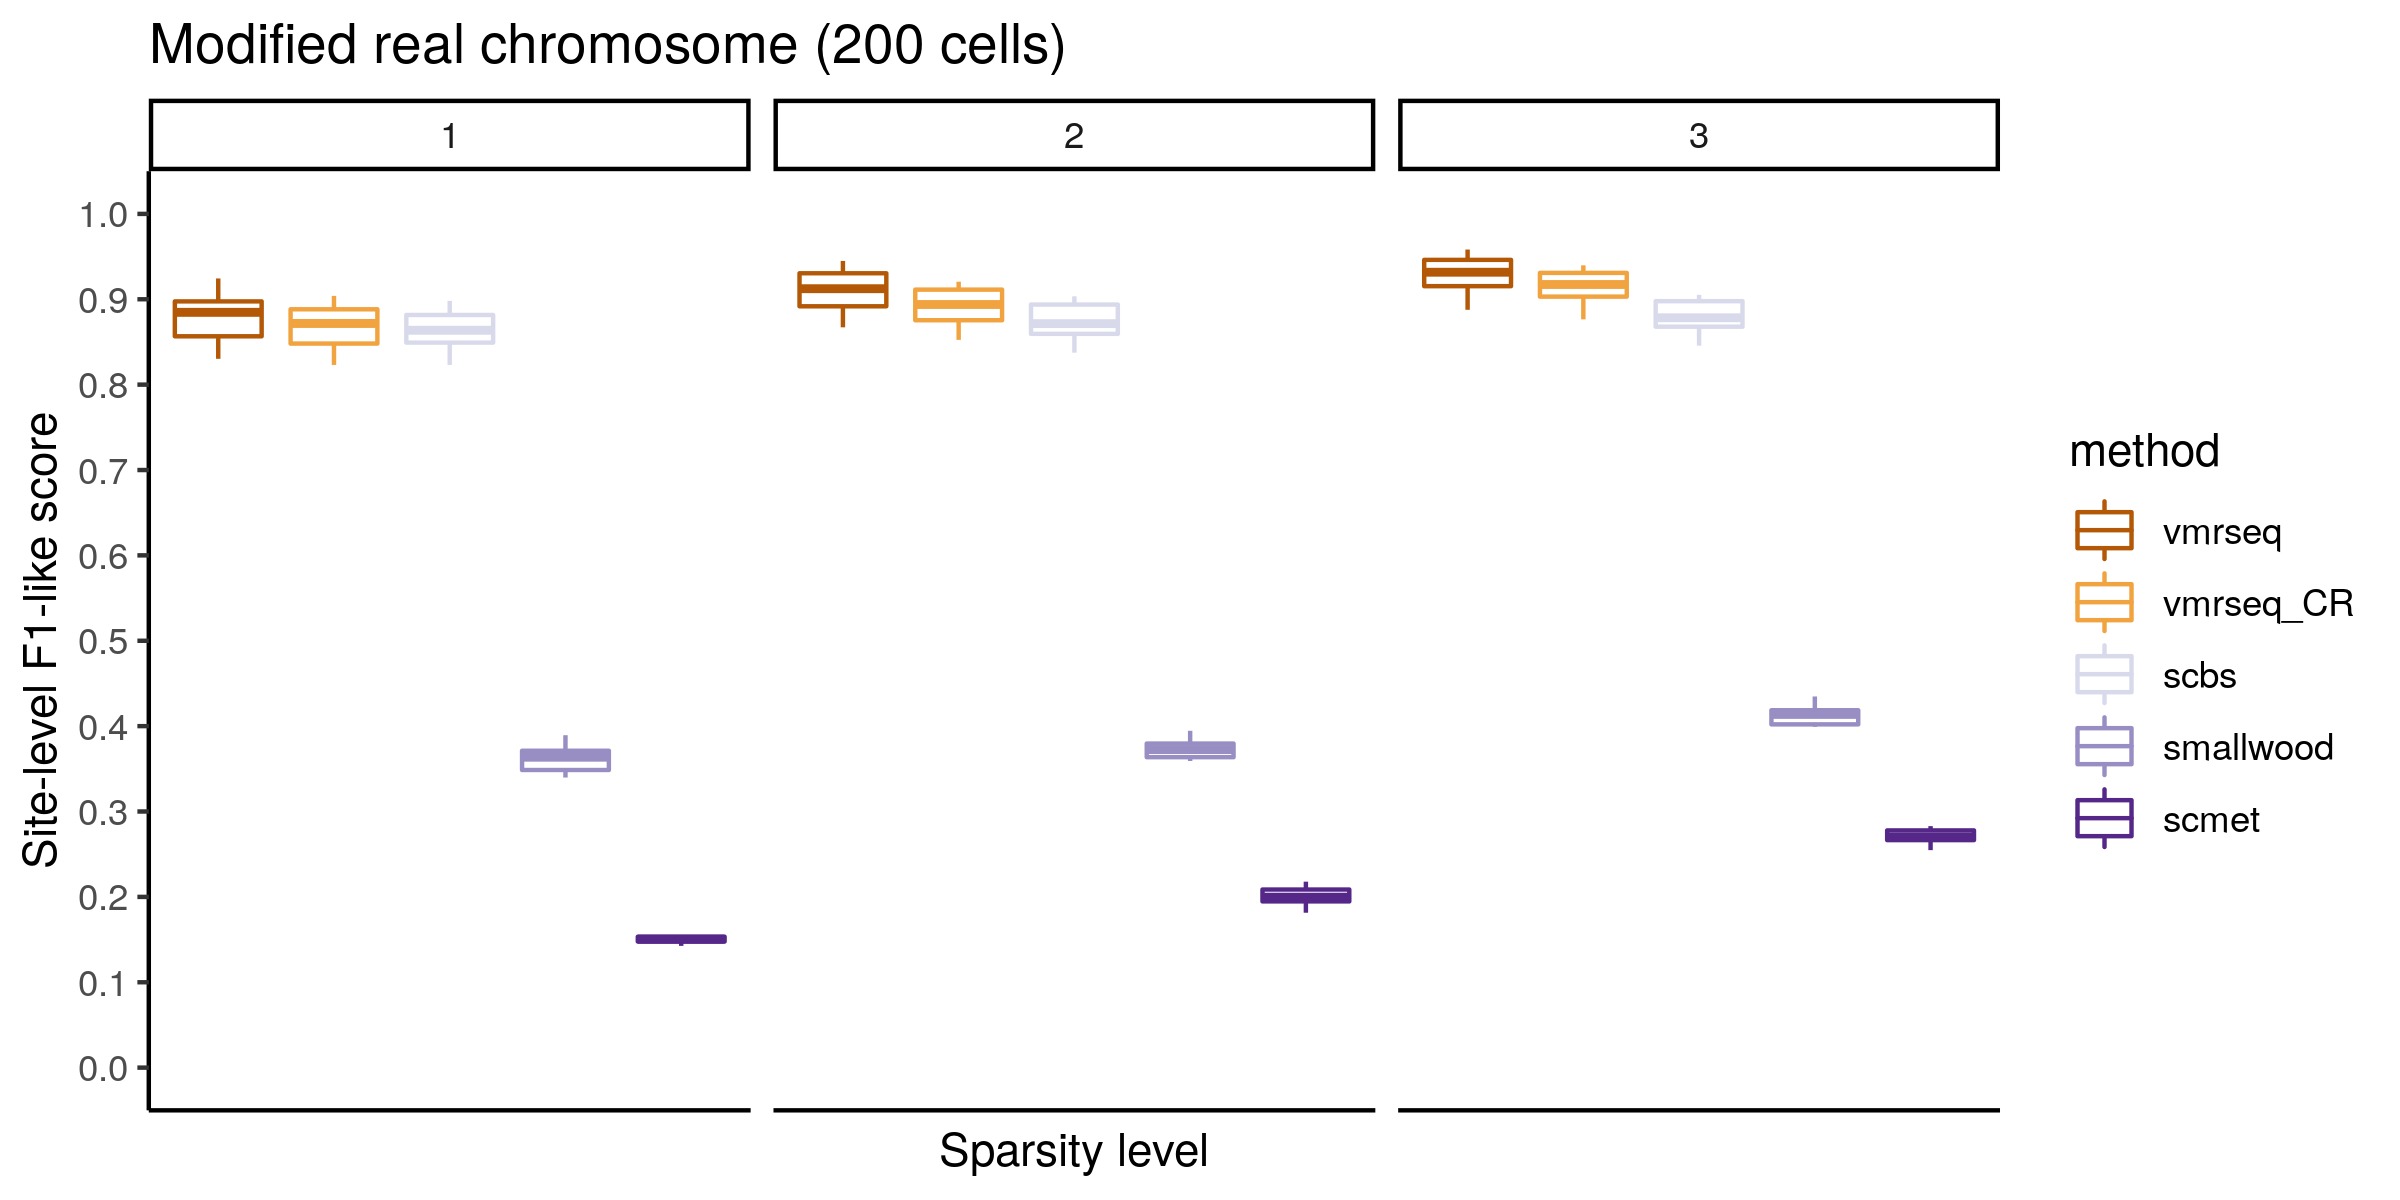 Modified real chromosome (200 cells)
1
2
3
1.0
0.9
0.8
0.7
0.6
0.5
0.4
0.3
0.2
0.1
0.0
Site-level F1-like score
Sparsity level
method
vmrseq
vmrseq_CR
scbs
smallwood
scmet